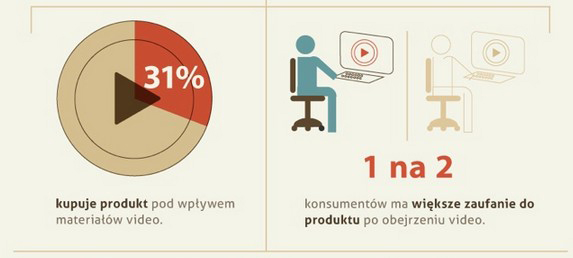 31%
kupuje produkt pod wpływem
materiałów video.
1 na 2
konsumentów ma większe zaufanie do
produktu po obejrzeniu video.